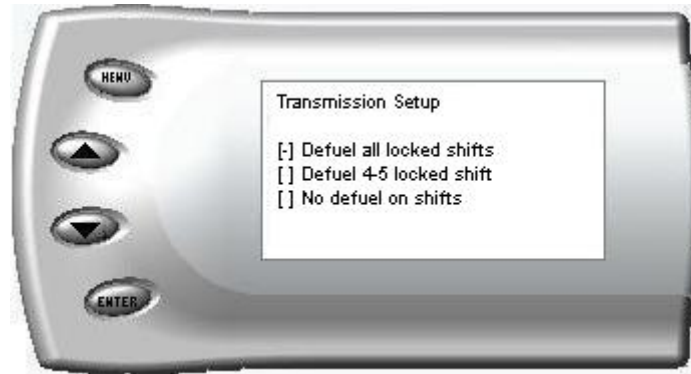 MENU
Transmission Setup
[-] Defuel all locked shifts
[ ] Defuel 4-5 locked shift
[ ] No defuel on shifts
ENTER